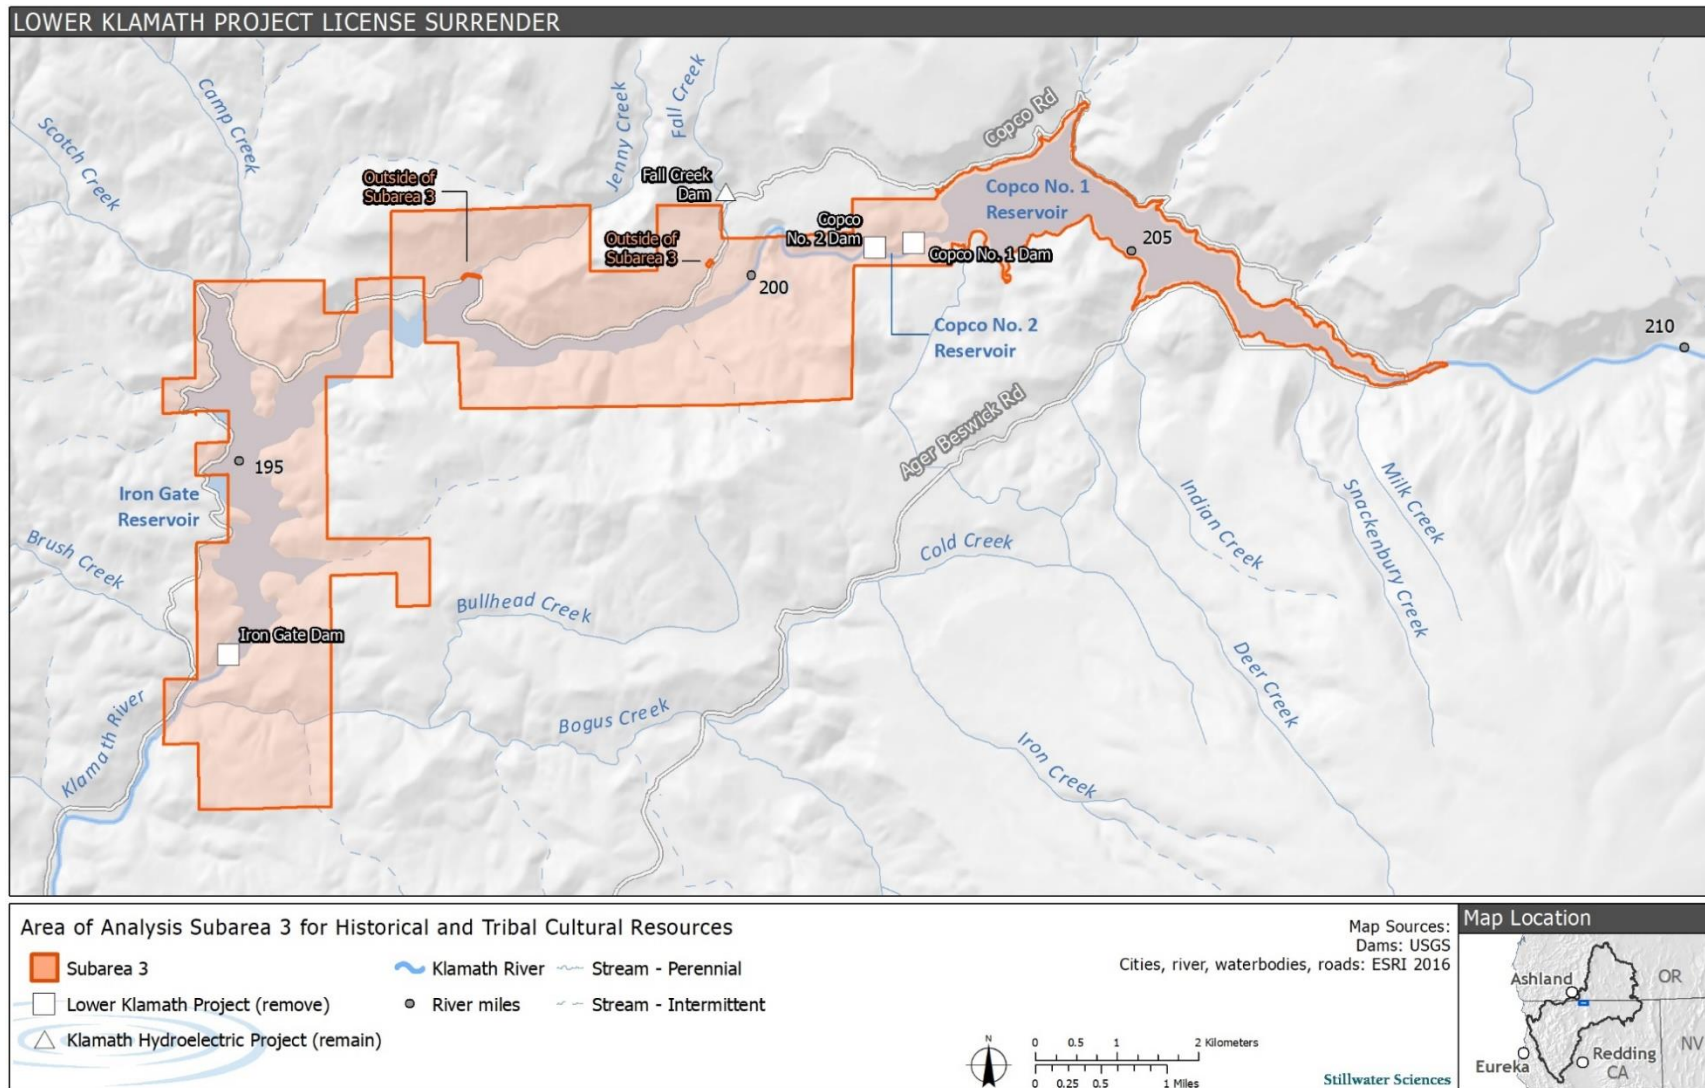 LOWER KLAMATH PROJECT LICENSE SURRENDER
Camp Creek
Scotch Creek
Jenny Creek
Fall Creek
Copco Rd
Outside of
Subarea 3
Fall Creek
Dam
Copco No. 1
Reservoir
Copco
No. 2 Dam
Outside of
Subarea 3
Copco No. 1 Dam
205
200
Copco No. 2
Reservoir
210
Ager Beswick Rd
195
Iron Gate
Reservoir
Brush Creek
Indian Creek
Snackenbury Creek
Milk Creek
Cold Creek
Bullhead Creek
Iron Gate Dam
Deer Creek
Klamath River
Bogus Creek
Iron Creek
Area of Analysis Subarea 3 for Historical and Tribal Cultural Resources
Subarea 3
Klamath River
Stream - Perennial
Lower Klamath Project (remove)
River miles
Stream - Intermittent
Klamath Hydroelectric Project (remain)
Map Sources:
Dams: USGS
Cities, river, waterbodies, roads: ESRI 2016
N
0 0.5 1 2 Kilometers
0 0.25 0.5 1 Miles
Stillwater Sciences
Map Location
Ashland
OR
Eureka
Redding
CA
NV